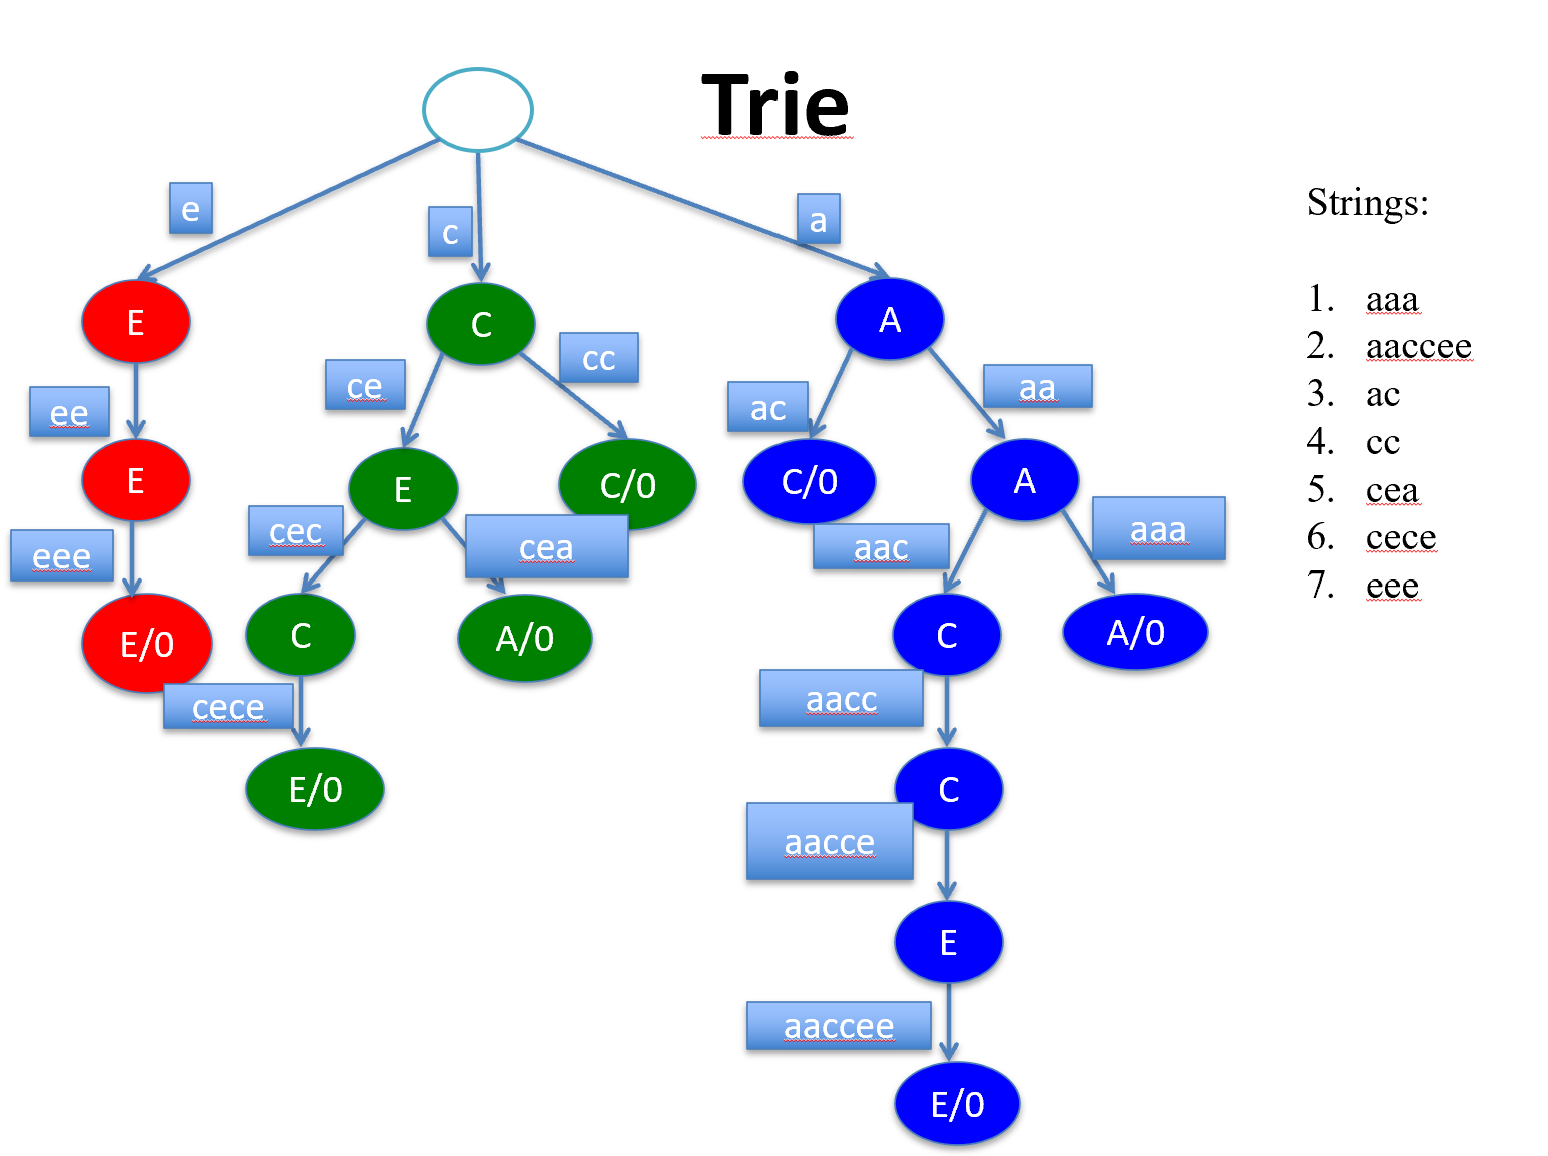 Trie
e
c
a
Strings:
E
C
A
cc
ce
aa
ac
ee
1. aaa
2. aaccee
3. ac
4. cc
5. cea
6. cece
7. eee
E
E
C/0
C/0
A
cec
cea
aac
aaa
eee
E/0
C
A/0
C
A/0
cece
aacc
E/0
C
aacce
E
aaccee
E/0